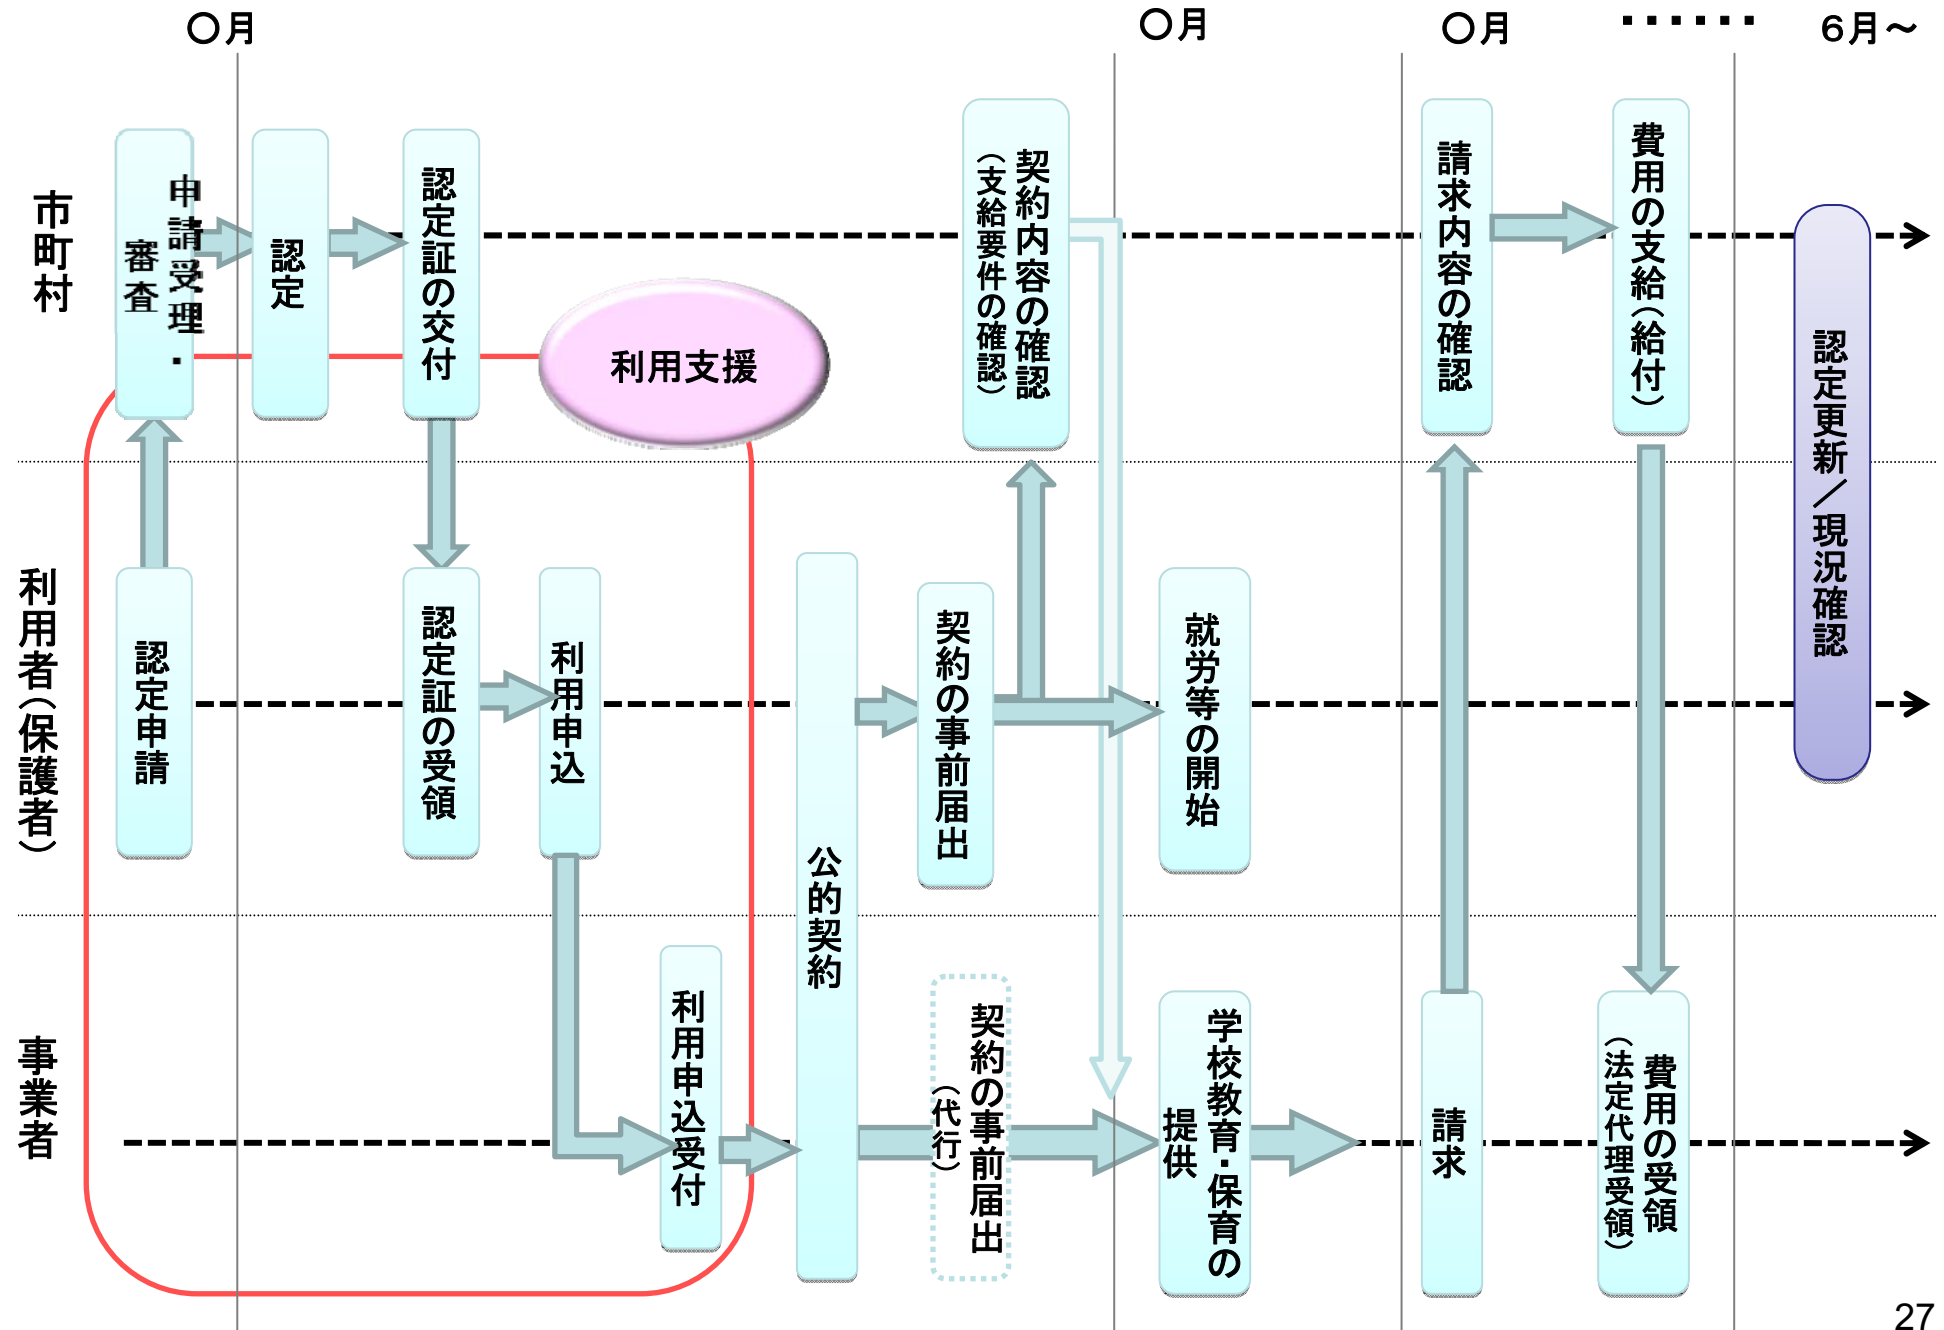 〇月
〇月
〇月
・・・・・・
６月～
市町村
申請受理・
審査
認定
認定証の交付
契約内容の確認
（支給要件の確認）
請求内容の確認
費用の支給（給付）
利用支援
認定更新／現況確認
利用者（保護者）
認定申請
認定証の受領
利用申込
公的契約
契約の事前届出
就労等の開始
事業者
利用申込受付
契約の事前届出
（代行）
学校教育・保育の
提供
請求
費用の受領
（法定代理受領）
27